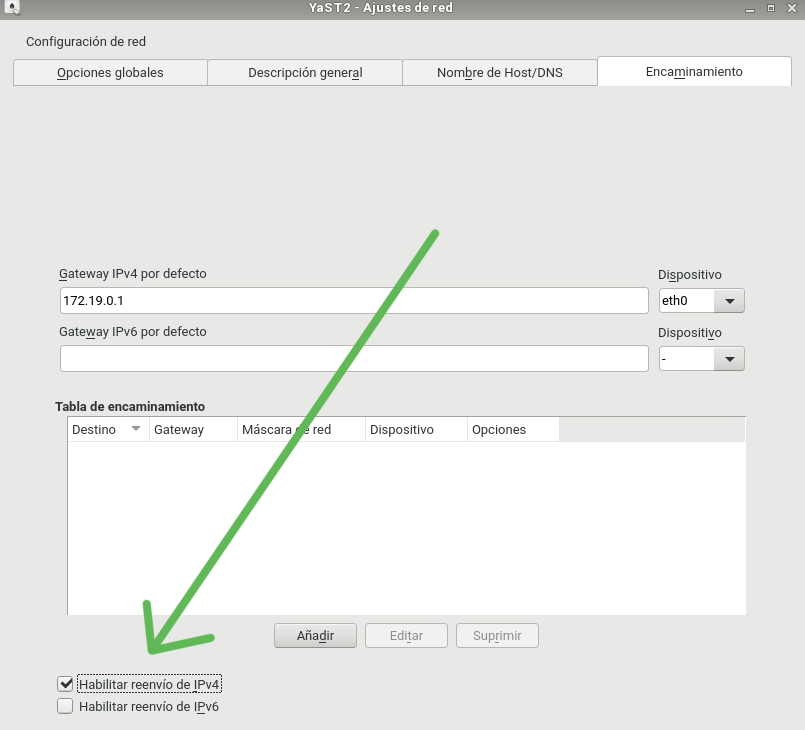 YaST2 - Ajustes de red
Configuración de red
Opciones globales
Descripción general
Nombre de Host/DNS
Encaminamiento
Gateway IPv4 por defecto
Dispositivo
172.19.0.1
eth0
Gateway IPv6 por defecto
Dispositivo
-
Tabla de encaminamiento
Destino
Gateway
Máscara de red
Dispositivo
Opciones
Añadir
Editar
Suprimir
Habilitar reenvío de IPv4
Habilitar reenvío de IPv6